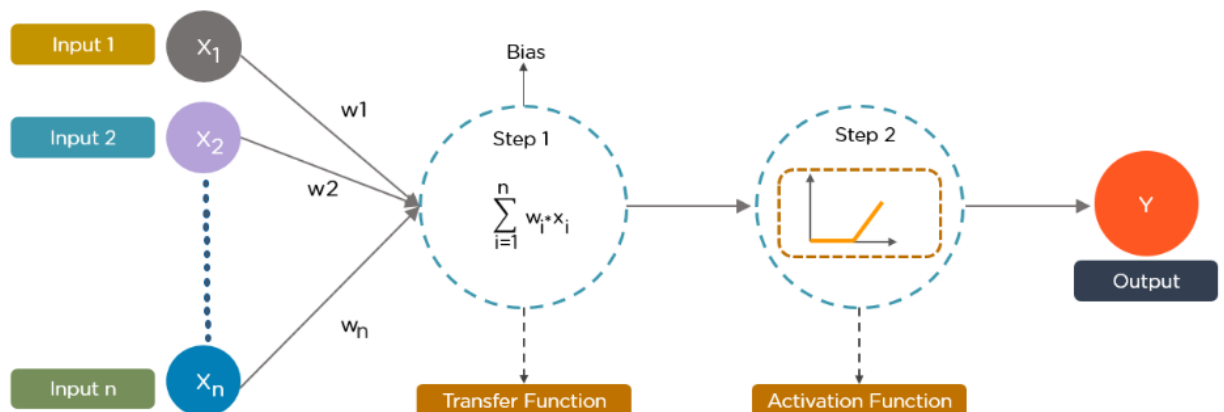 Input 1
X1
w1
Input 2
X2
w2
Input n
Xn
wn
Bias
Step 1
n
∑ wi*xi
i=1
Transfer Function
Step 2
Activation Function
Y
Output